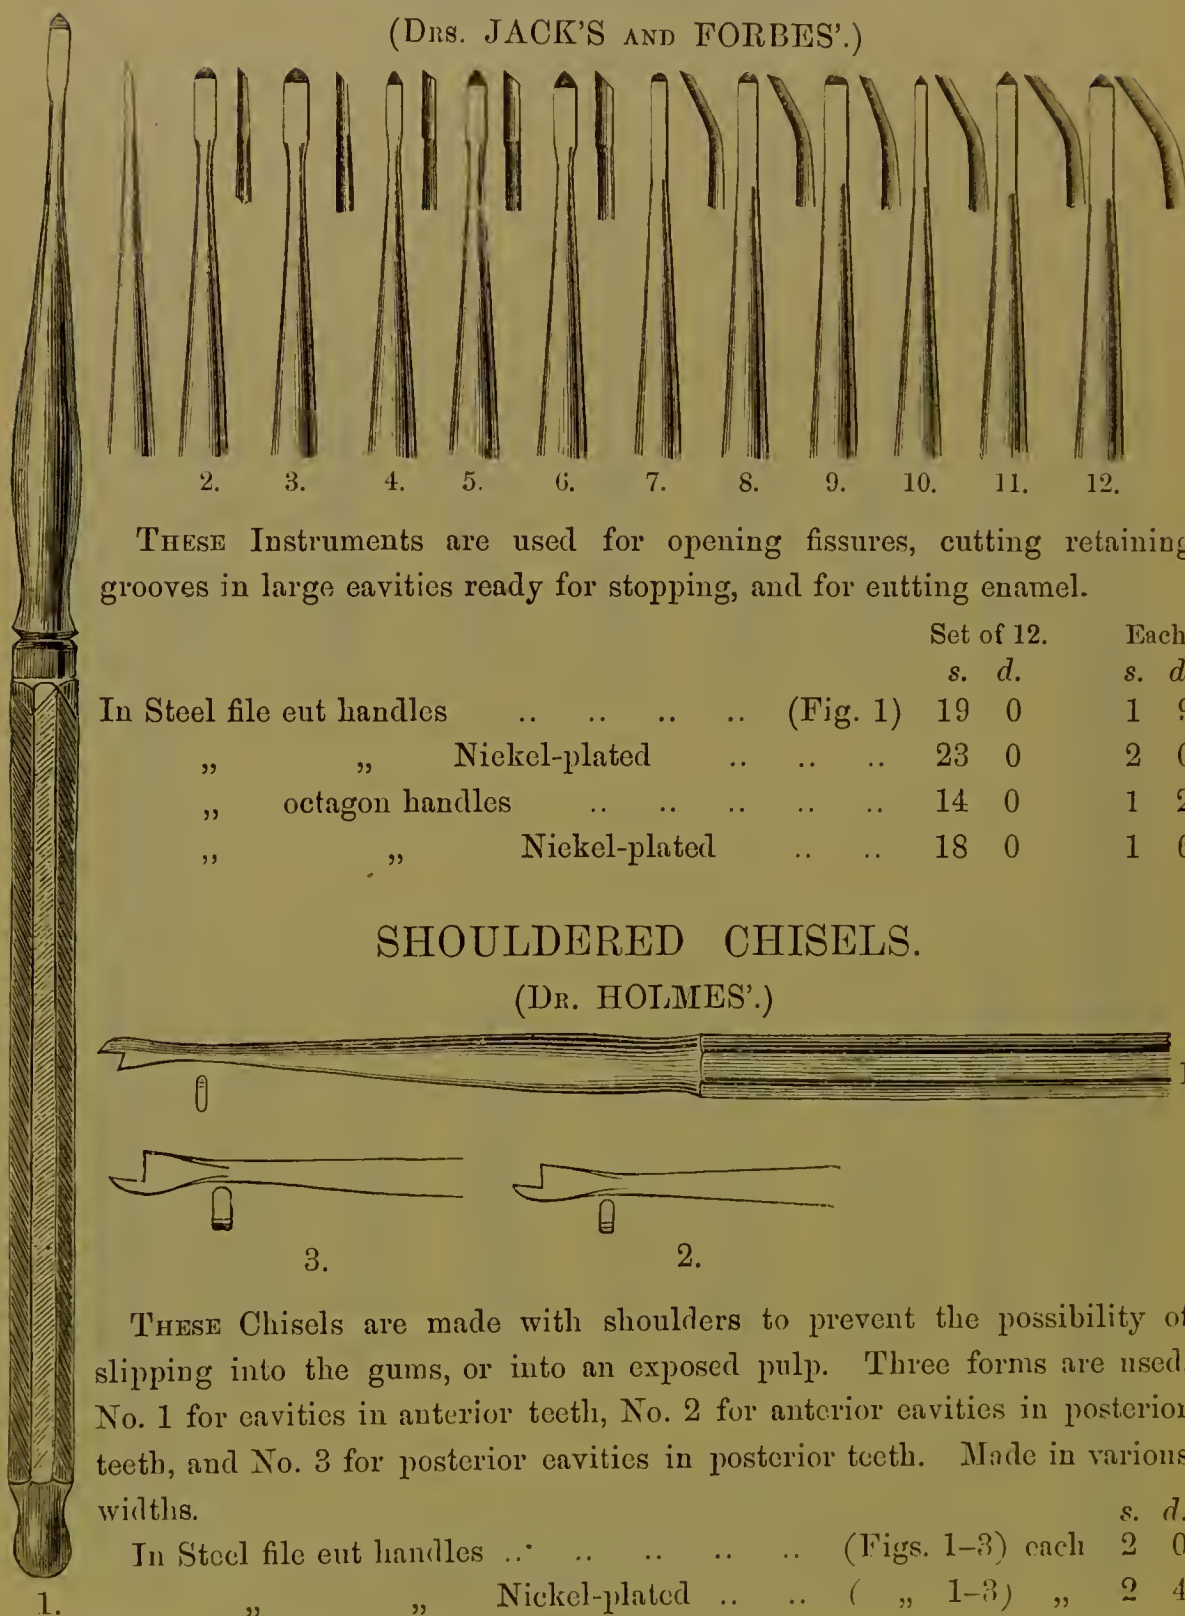 (Drs. JACK'S AND FORBES'.)
2. 3. 4. 5. 6. 7. 8. 9. 10. 11. 12.
THESE Instruments are used for opening fissures, cutting retaining
grooves in large cavities ready for stopping, and for cutting enamel.
Set of 12. Each
s. d. s. d
In Steel file cut handles .. .. .. .. (Fig. 1) 19 0 1
„ „ Nickel-plated .. .. .. 23 0 2 0
„ octagon handles .. .. .. .. .. 14 0 1 2
„ „ Nickel-plated .. .. 18 0 1 6
SHOULDERED CHISELS.
(DR. HOLMES'.)
1
3. 2.
THESE Chisels are made with shoulders to prevent the possibility of
slipping into the gums, or into an exposed pulp. Three forms are used.
No. 1 for cavities in anterior teeth, No. 2 for anterior cavities in posterior
teeth, and No. 3 for posterior cavities in posterior teeth. Made in various
widths.
s. d.
In Steel file cut handles .. .. .. .. .. (Figs. 1–3) each 2 0
„ „ Nickel-plated .. .. ( „ 1–3) „ 2 4
1.